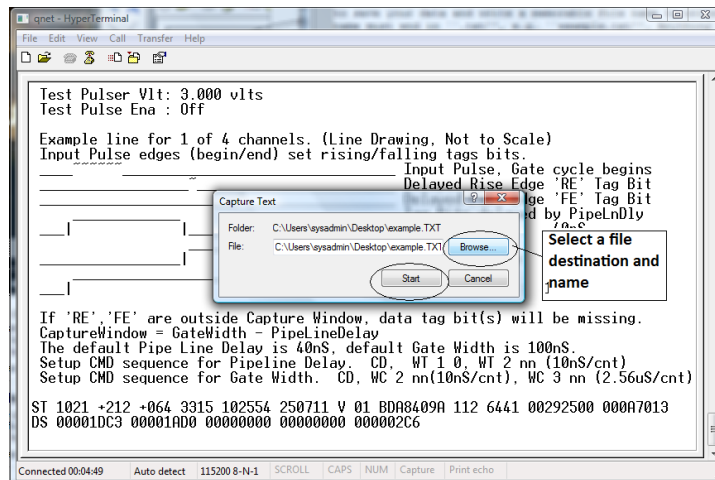 qnet - HyperTerminal
File Edit View Call Transfer Help
Test Pulser Vlt: 3.000 vlts
Test Pulse Ena : Off
Example line for 1 of 4 channels. (Line Drawing, Not to Scale)
Input Pulse edges (begin/end) set rising/falling tags bits.
Input Pulse, Gate cycle begins
Delayed Rise Edge 'RE' Tag Bit
ge 'FE' Tag Bit
d by PipeLnDly
Capture Text
Folder: C:\Users\sysadmin\Desktop\example.TXT
File: C:\Users\sysadmin\Desktop\example.TXT
Browse...
Start
Cancel
Select a file
destination and
name
If 'RE','FE' are outside Capture Window, data tag bit(s) will be missing.
CaptureWindow = GateWidth - PipeLineDelay
The default Pipe Line Delay is 40nS, default Gate Width is 100nS.
Setup CMD sequence for Pipeline Delay. CD, WT 1 0, WT 2 nn (10nS/cnt)
Setup CMD sequence for Gate Width. CD, WC 2 nn(10nS/cnt), WC 3 nn (2.56uS/cnt)
ST 1021 +212 +064 3315 102554 250711 V 01 BDA8409A 112 6441 00292500 000A7013
DS 00001DC3 00001AD0 00000000 00000000 000002C6
Connected 00:04:49 Auto detect 115200 8-N-1 SCROLL CAPS NUM Capture Print echo